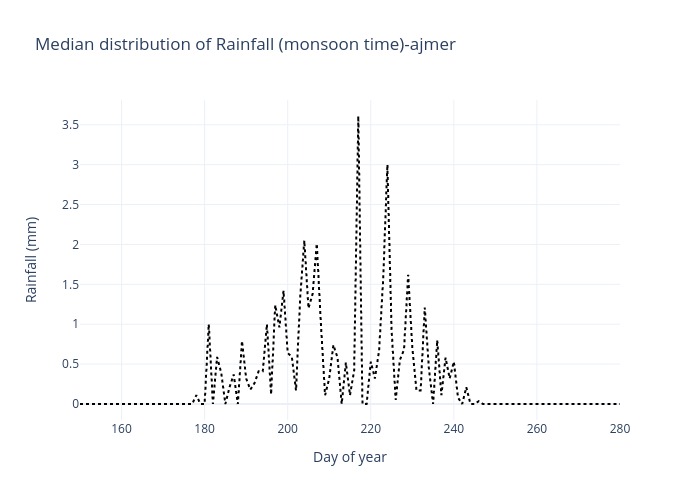 Median distribution of Rainfall (monsoon time)-ajmer
3.5
3
2.5
2
1.5
1
0.5
0
Rainfall (mm)
160 180 200 220 240 260 280
Day of year